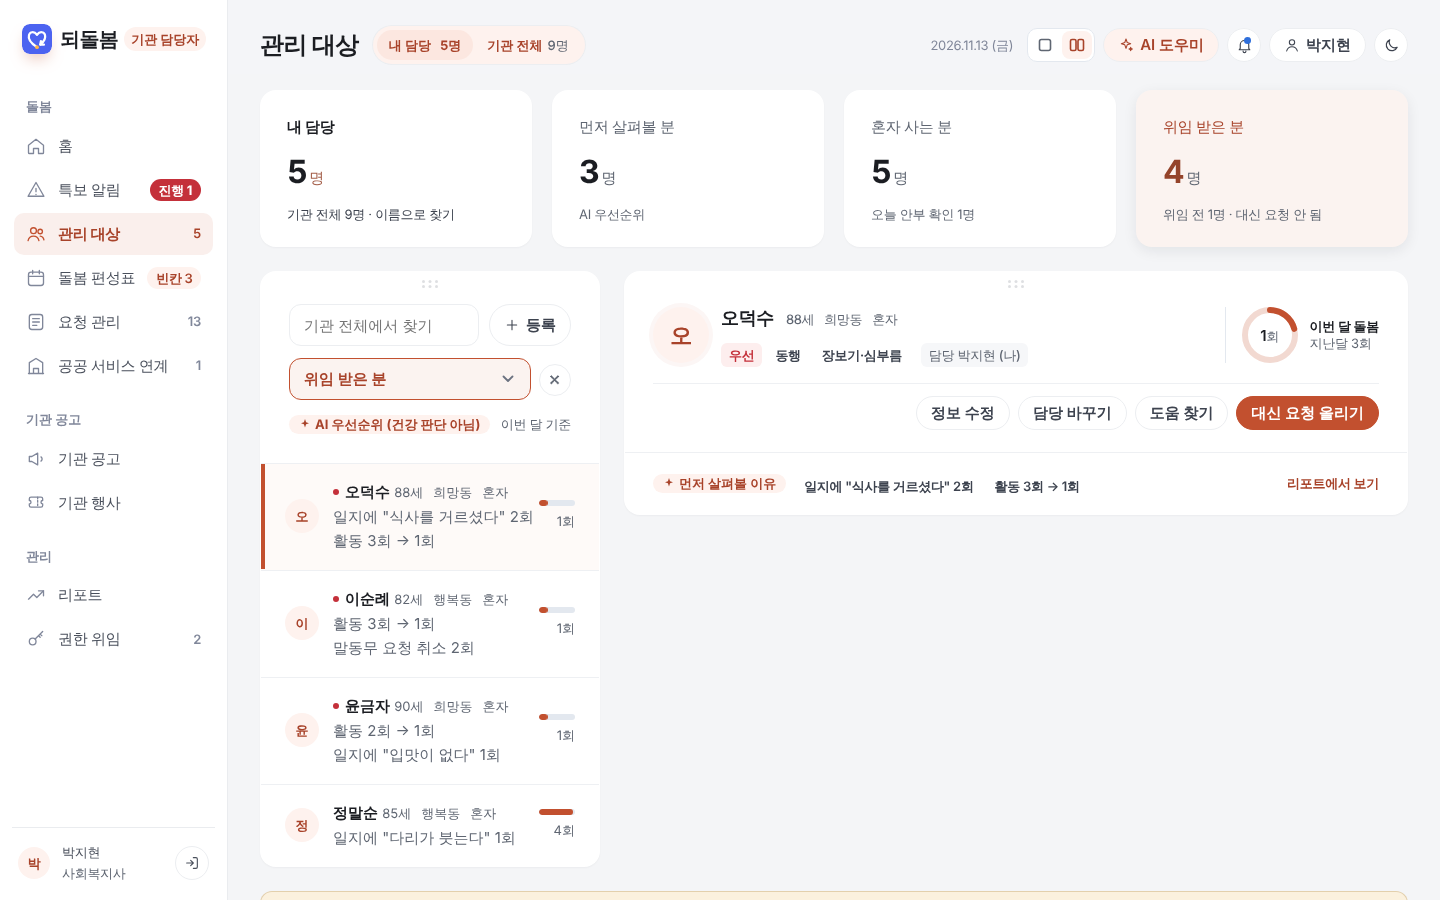 되돌봄 기관 담당자
돌봄
홈
특보 알림 진행 1
관리 대상 5
돌봄 편성표 빈칸 3
요청 관리 13
공공 서비스 연계 1
기관 공고
기관 공고
기관 행사
관리
리포트
권한 위임 2
박 박지현
사회복지사
관리 대상 내 담당 5명 기관 전체 9명
2026.11.13 (금) AI 도우미 박지현
내 담당
5명
기관 전체 9명 · 이름으로 찾기
먼저 살펴볼 분
3명
AI 우선순위
혼자 사는 분
5명
오늘 안부 확인 1명
위임 받은 분
4명
위임 전 1명 · 대신 요청 안 됨
기관 전체에서 찾기 등록
위임 받은 분
AI 우선순위 (건강 판단 아님) 이번 달 기준
오 오덕수 88세 희망동 혼자
일지에 "식사를 거르셨다" 2회
활동 3회 → 1회
1회
이 이순례 82세 행복동 혼자
활동 3회 → 1회
말동무 요청 취소 2회
1회
윤 윤금자 90세 희망동 혼자
활동 2회 → 1회
일지에 "입맛이 없다" 1회
1회
정 정말순 85세 행복동 혼자
일지에 "다리가 붓는다" 1회
4회
오 오덕수 88세 희망동 혼자
우선 동행 장보기·심부름 담당 박지현 (나)
1회 이번 달 돌봄
지난달 3회
정보 수정 담당 바꾸기 도움 찾기 대신 요청 올리기
먼저 살펴볼 이유 일지에 "식사를 거르셨다" 2회 활동 3회 → 1회 리포트에서 보기